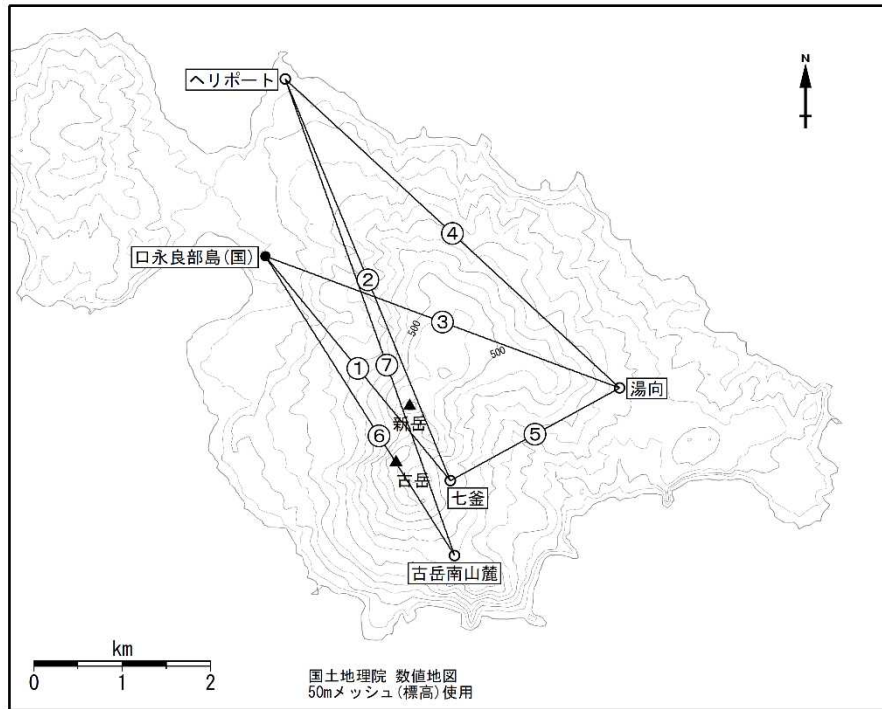 ヘリポート
N
④
口永良部島(国)
②
③
500
500
①
⑦
湯向
新岳
⑥
⑤
古岳
七釜
古岳南山麓
km
0 1 2
国土地理院 数値地図
50mメッシュ(標高)使用